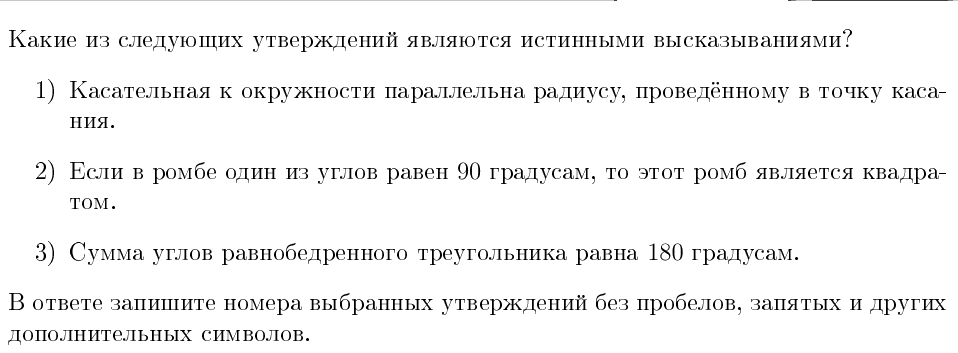 Какие из следующих утверждений являются истинными высказываниями?
1) Касательная к окружности параллельна радиусу, проведённому в точку каса-
ния.
2) Если в ромбе один из углов равен 90 градусам, то этот ромб является квадра-
том.
3) Сумма углов равнобедренного треугольника равна 180 градусам.
В ответе запишите номера выбранных утверждений без пробелов, запятых и других
дополнительных символов.